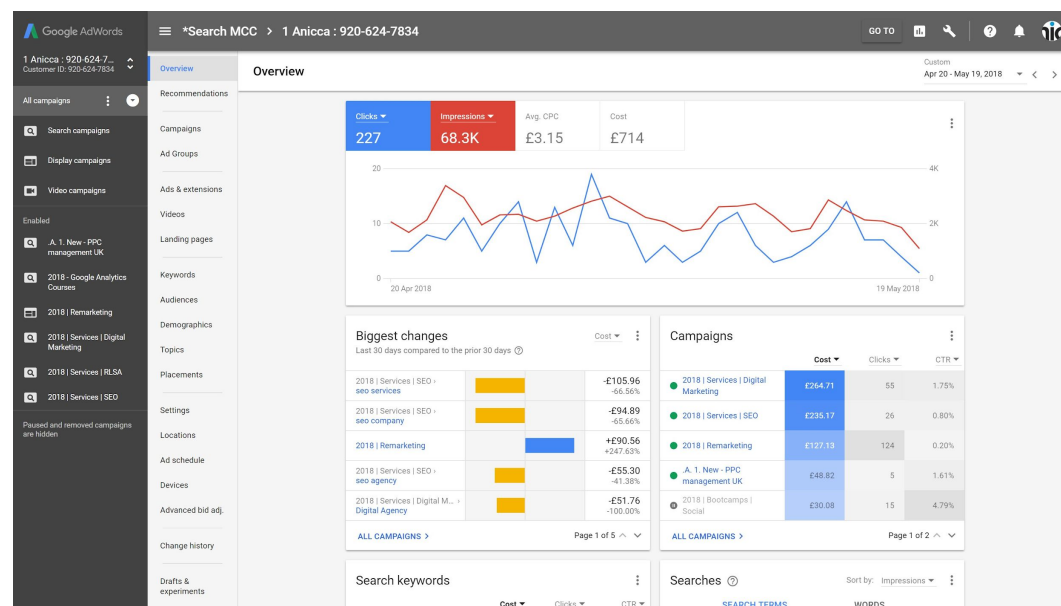 Google AdWords
*Search MCC > 1 Anicca : 920-624-7834
GO TO
1 Anicca : 920-624-7...
Customer ID: 920-624-7834
All campaigns
Search campaigns
Display campaigns
Video campaigns
Enabled
.A. 1. New - PPC
management UK
2018 - Google Analytics
Courses
2018 | Remarketing
2018 | Services | Digital
Marketing
2018 | Services | RLSA
2018 | Services | SEO
Paused and removed campaigns
are hidden
Overview
Recommendations
Campaigns
Ad Groups
Ads & extensions
Videos
Landing pages
Keywords
Audiences
Demographics
Topics
Placements
Settings
Locations
Ad schedule
Devices
Advanced bid adj.
Change history
Drafts &
experiments
Overview
Custom
Apr 20 - May 19, 2018
Clicks Impressions Avg. CPC Cost
227 68.3K £3.15 £714
20 4K
10 2K
0 0
20 Apr 2018 19 May 2018
Biggest changes Cost
Last 30 days compared to the prior 30 days
2018 | Services | SEO › -£105.96
seo services -66.56%
2018 | Services | SEO › -£94.89
seo company -65.66%
2018 | Remarketing +£90.56
+247.63%
2018 | Services | SEO › -£55.30
seo agency -41.38%
2018 | Services | Digital M... › -£51.76
Digital Agency -100.00%
ALL CAMPAIGNS > Page 1 of 5
Campaigns
Cost Clicks CTR
2018 | Services | Digital
Marketing £264.71 55 1.75%
2018 | Services | SEO £235.17 26 0.80%
2018 | Remarketing £127.13 124 0.20%
.A. 1. New - PPC
management UK £48.82 5 1.61%
2018 | Bootcamps |
Social £30.08 15 4.79%
ALL CAMPAIGNS > Page 1 of 2
Search keywords
Cost Clicks CTR
Searches Sort by: Impressions
SEARCH TERMS WORDS